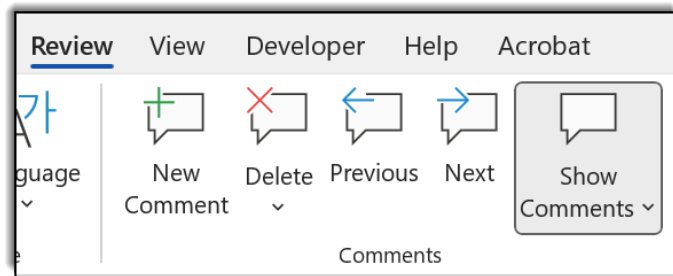 Review View Developer Help Acrobat
가
guage
New
Comment
Delete
Previous
Next
Show
Comments
Comments